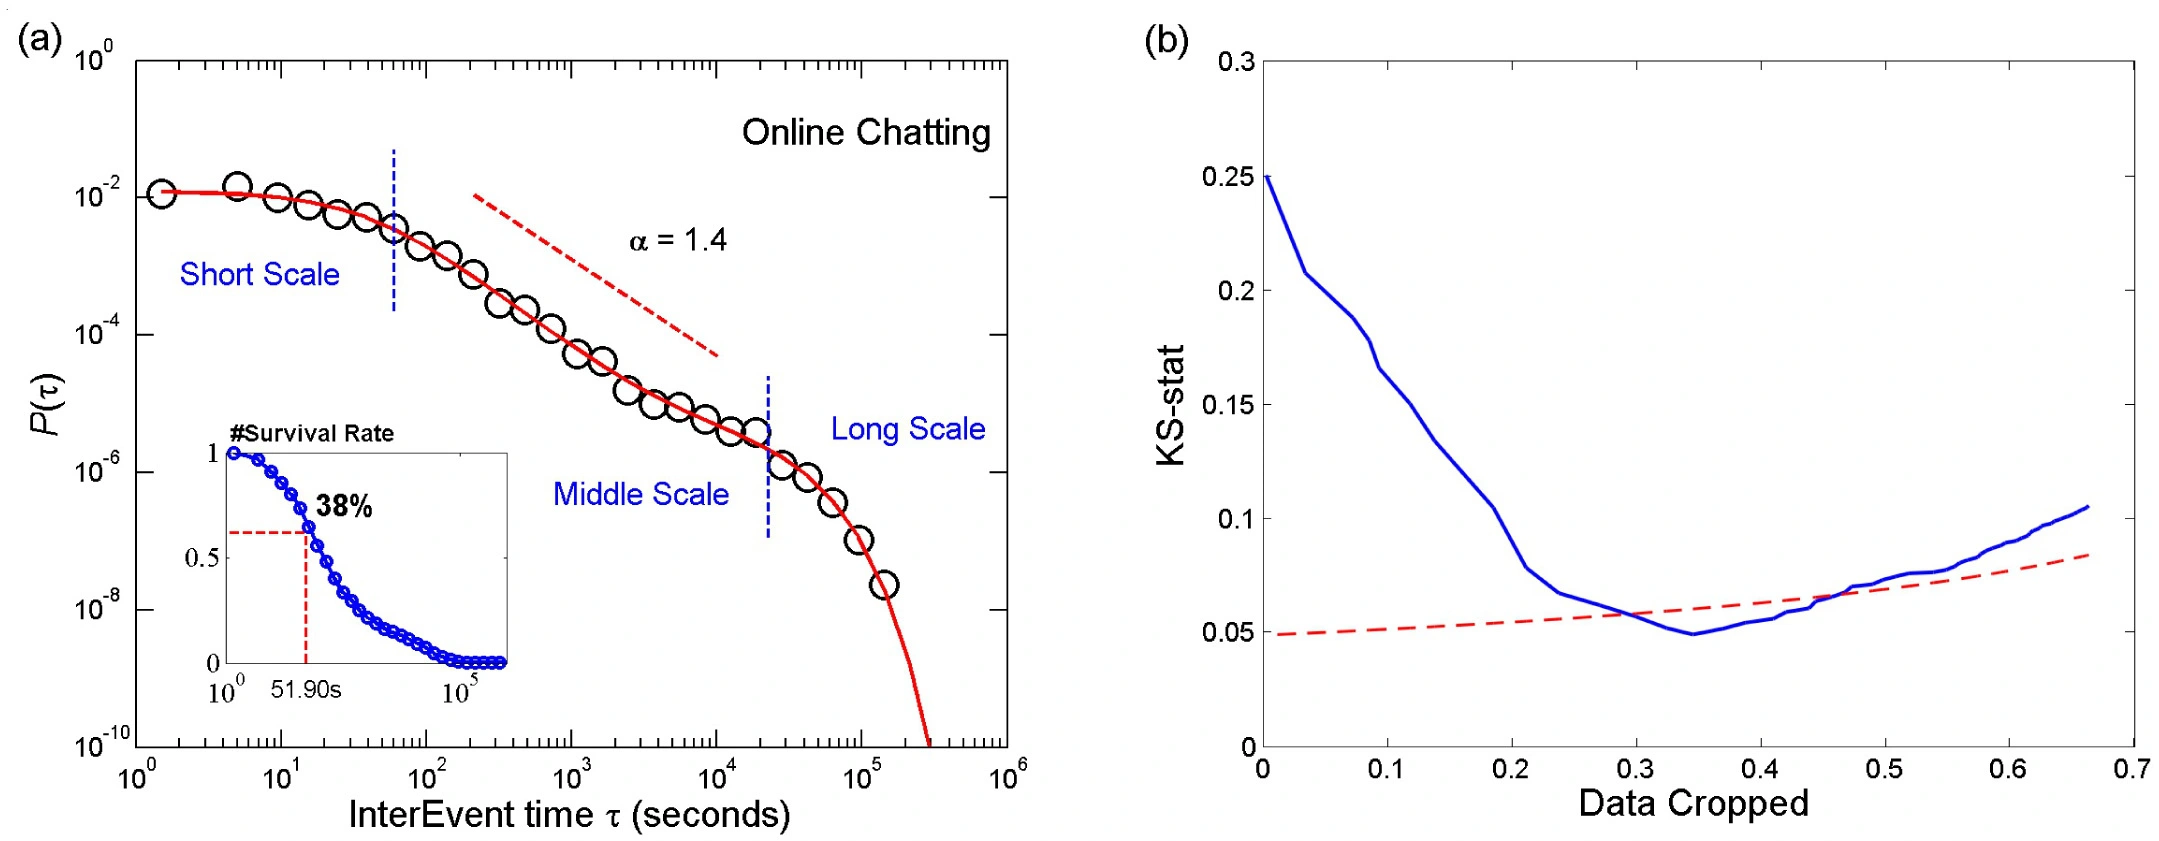 (a)
10^0
10^-2
10^-4
10^-6
10^-8
10^-10
P(τ)
Online Chatting
α = 1.4
Short Scale
Long Scale
Middle Scale
#Survival Rate
1
0.5
0
38%
10^0
51.90s
10^5
10^0 10^1 10^2 10^3 10^4 10^5 10^6
InterEvent time τ (seconds)
(b)
0.3
0.25
0.2
0.15
0.1
0.05
0
KS-stat
0 0.1 0.2 0.3 0.4 0.5 0.6 0.7
Data Cropped